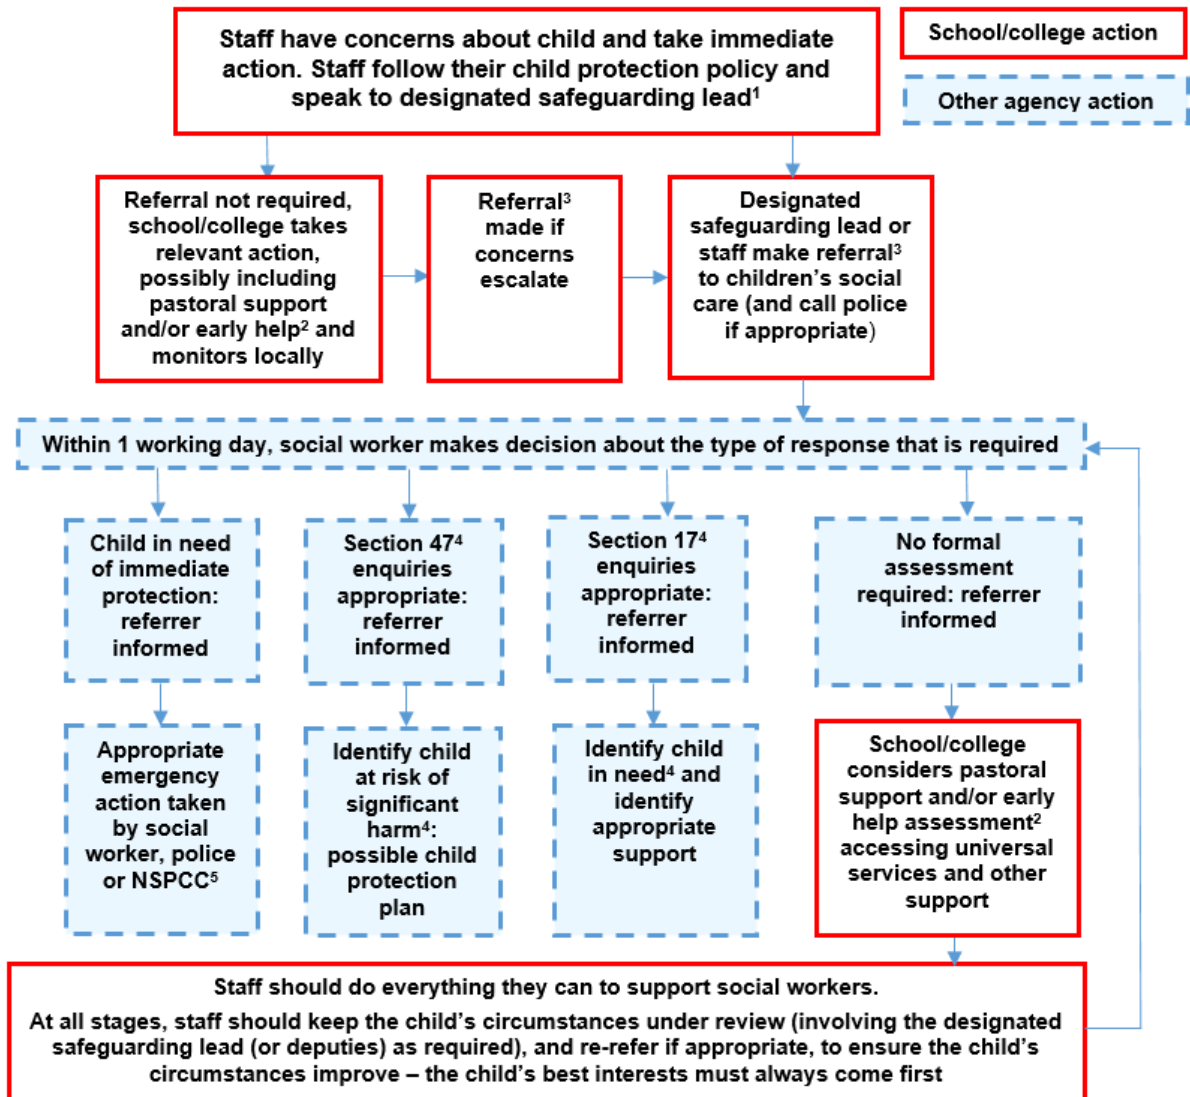 Staff have concerns about child and take immediate
action. Staff follow their child protection policy and
speak to designated safeguarding lead¹
School/college action
Other agency action
Referral not required,
school/college takes
relevant action,
possibly including
pastoral support
and/or early help² and
monitors locally
Referral³
made if
concerns
escalate
Designated
safeguarding lead or
staff make referral³
to children’s social
care (and call police
if appropriate)
Within 1 working day, social worker makes decision about the type of response that is required
Child in need
of immediate
protection:
referrer
informed
Section 47⁴
enquiries
appropriate:
referrer
informed
Section 17⁴
enquiries
appropriate:
referrer
informed
No formal
assessment
required: referrer
informed
Appropriate
emergency
action taken
by social
worker, police
or NSPCC⁵
Identify child
at risk of
significant
harm⁴:
possible child
protection
plan
Identify child
in need⁴ and
identify
appropriate
support
School/college
considers pastoral
support and/or early
help assessment²
accessing universal
services and other
support
Staff should do everything they can to support social workers.
At all stages, staff should keep the child’s circumstances under review (involving the designated
safeguarding lead (or deputies) as required), and re-refer if appropriate, to ensure the child’s
circumstances improve – the child’s best interests must always come first